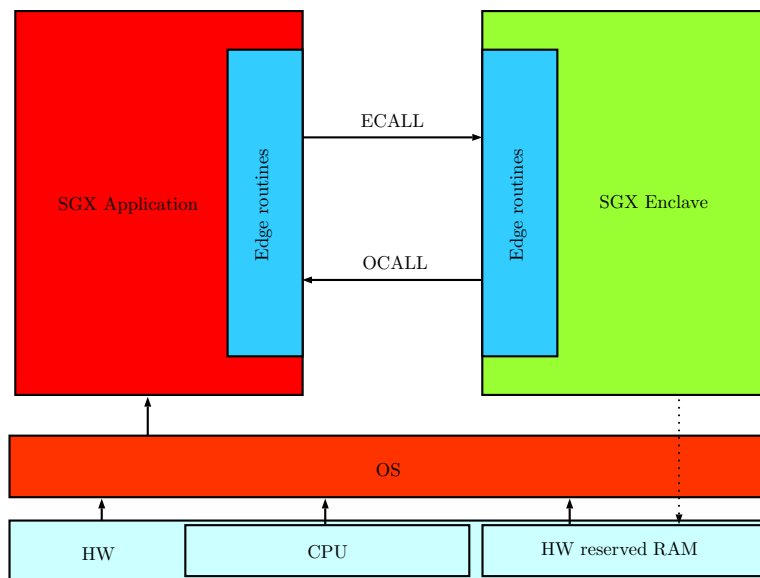 ECALL
SGX Application
Edge routines
Edge routines
SGX Enclave
OCALL
OS
HW
CPU
HW reserved RAM